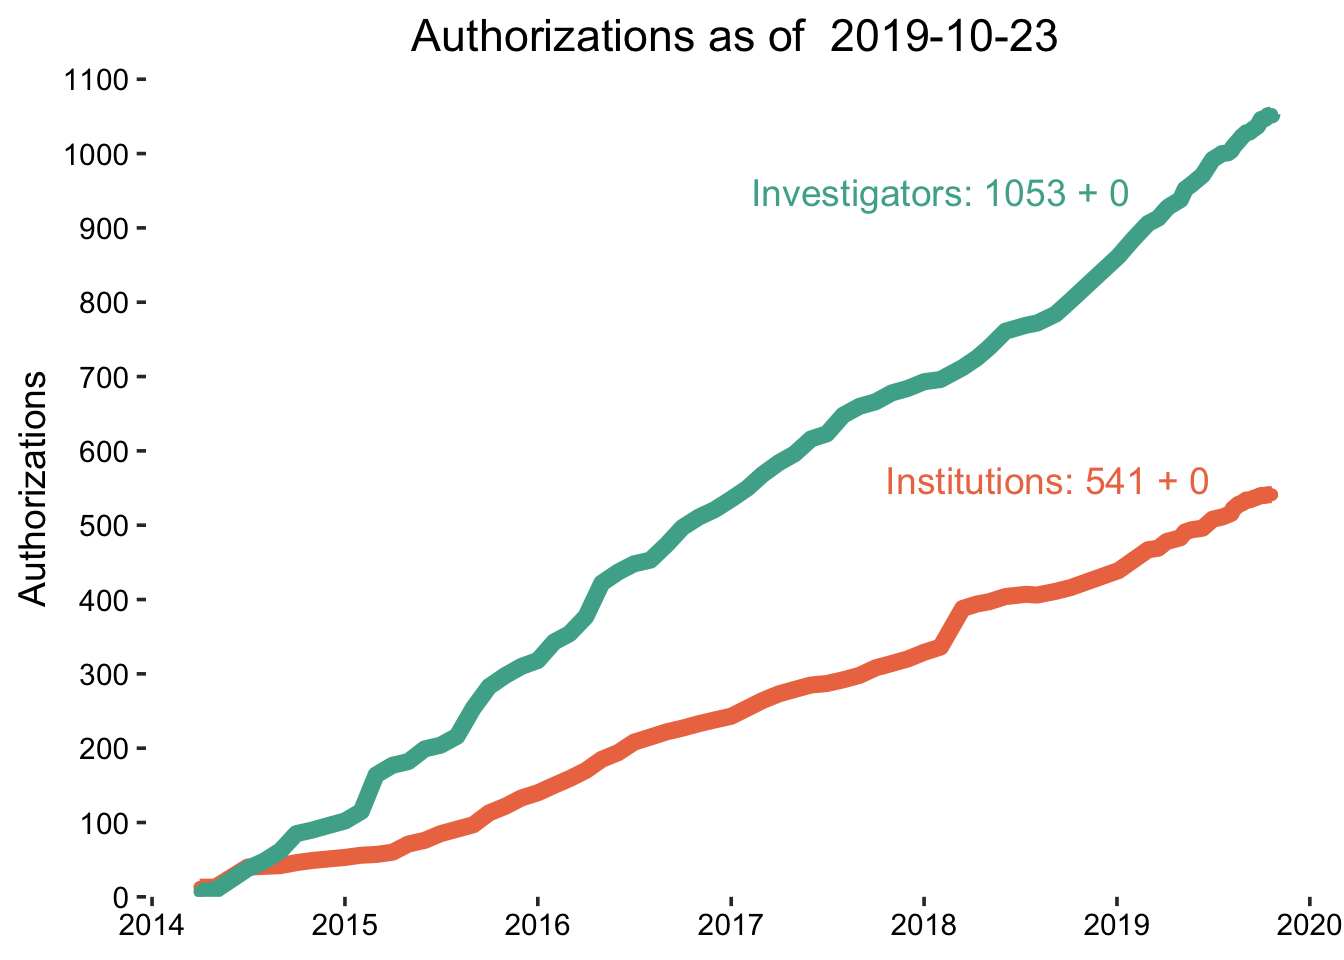 Authorizations as of  2019-10-23
1100
1000
Investigators: 1053 + 0
900
800
700
Authorizations
600
Institutions: 541 + 0
500
400
300
200
100
0
2014 2015 2016 2017 2018 2019 2020